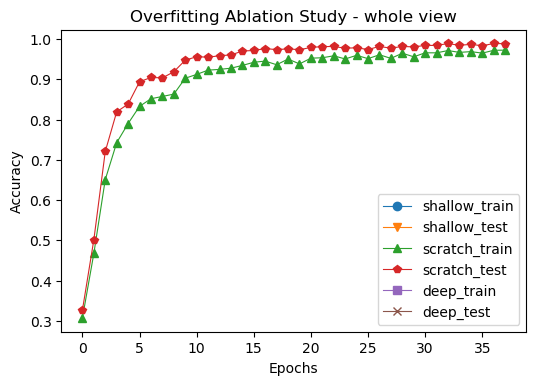 Overfitting Ablation Study - whole view
Accuracy
1.0
0.9
0.8
0.7
0.6
0.5
0.4
0.3
0
5
10
15
20
25
30
35
Epochs
shallow_train
shallow_test
scratch_train
scratch_test
deep_train
deep_test